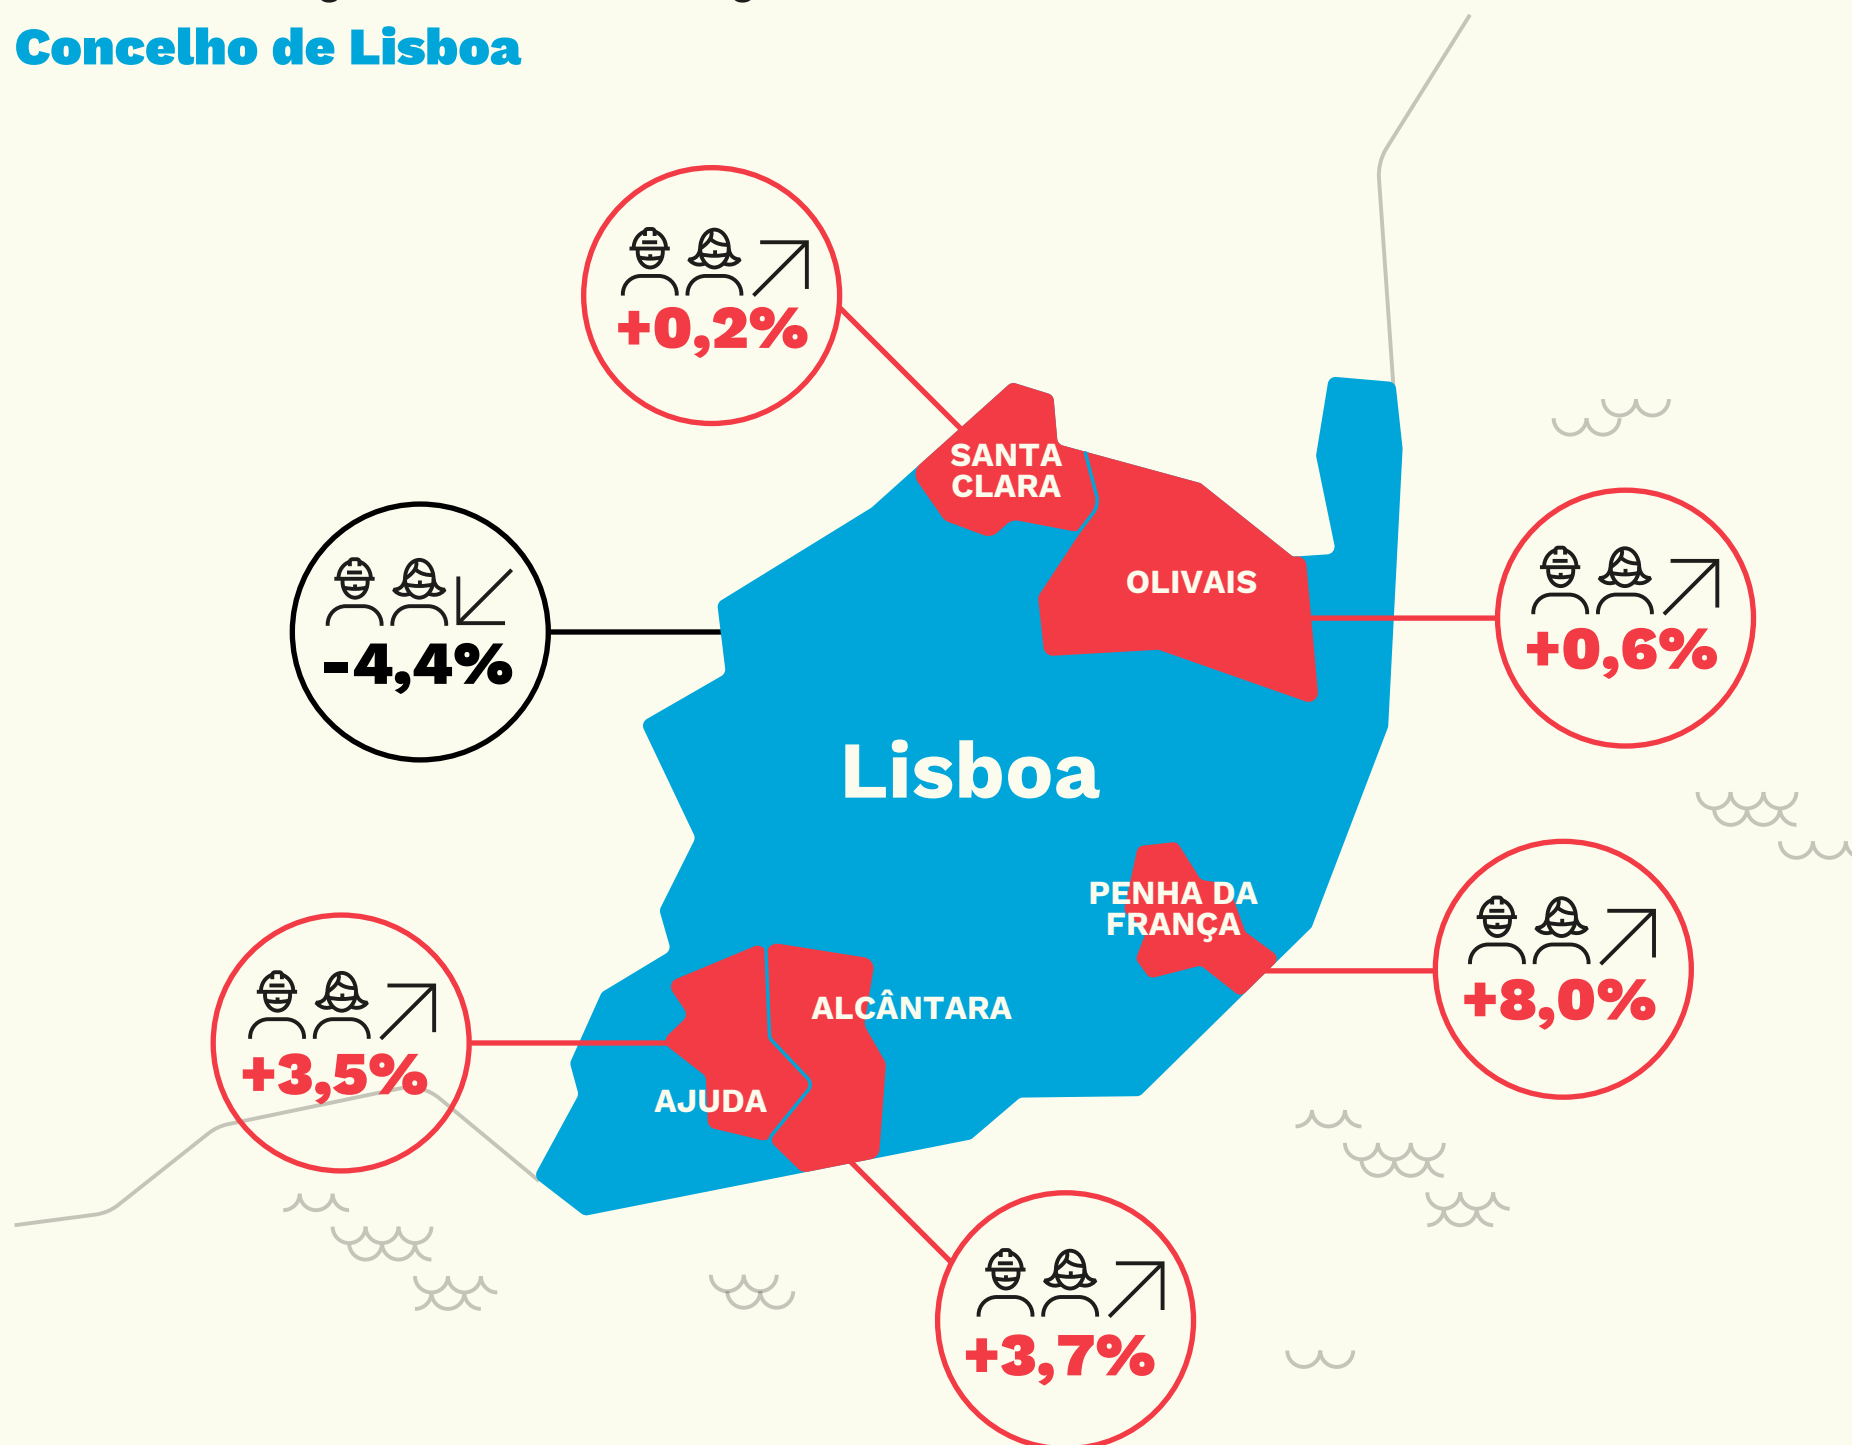 Concelho de Lisboa
+0,2%
SANTA
CLARA
OLIVAIS
+0,6%
-4,4%
Lisboa
PENHA DA
FRANÇA
+8,0%
ALCÂNTARA
+3,5%
AJUDA
+3,7%